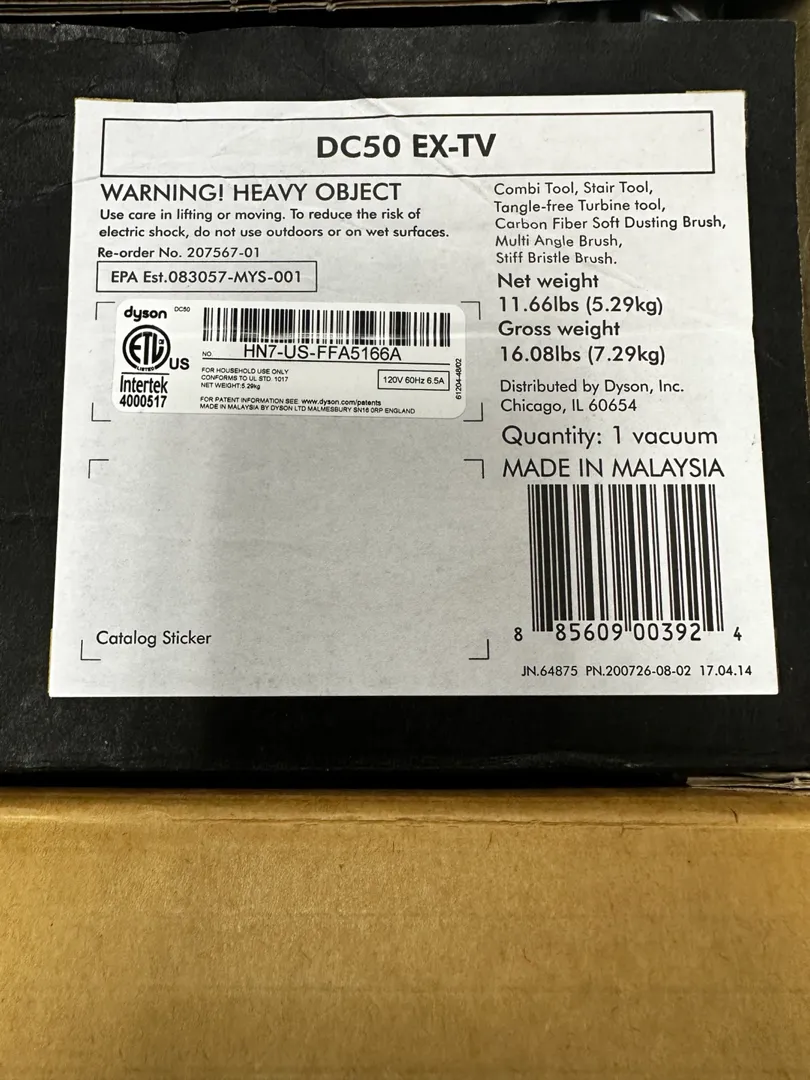 DC50 EX-TV
WARNING! HEAVY OBJECT
Use care in lifting or moving. To reduce the risk of
electric shock, do not use outdoors or on wet surfaces.
Re-order No. 207567-01
EPA Est.083057-MYS-001
dyson DC50
ETL LISTED US
Intertek
4000517
NO. HN7-US-FFA5166A
FOR HOUSEHOLD USE ONLY
CONFORMS TO UL STD. 1017
NET WEIGHT:5.29kg
120V 60Hz 6.5A
FOR PATENT INFORMATION SEE: www.dyson.com/patents
MADE IN MALAYSIA BY DYSON LTD MALMESBURY SN16 0RP ENGLAND
61204-48/02
Catalog Sticker
Combi Tool, Stair Tool,
Tangle-free Turbine tool,
Carbon Fiber Soft Dusting Brush,
Multi Angle Brush,
Stiff Bristle Brush.
Net weight
11.66lbs (5.29kg)
Gross weight
16.08lbs (7.29kg)
Distributed by Dyson, Inc.
Chicago, IL 60654
Quantity: 1 vacuum
MADE IN MALAYSIA
8 85609 00392 4
JN.64875 PN.200726-08-02 17.04.14